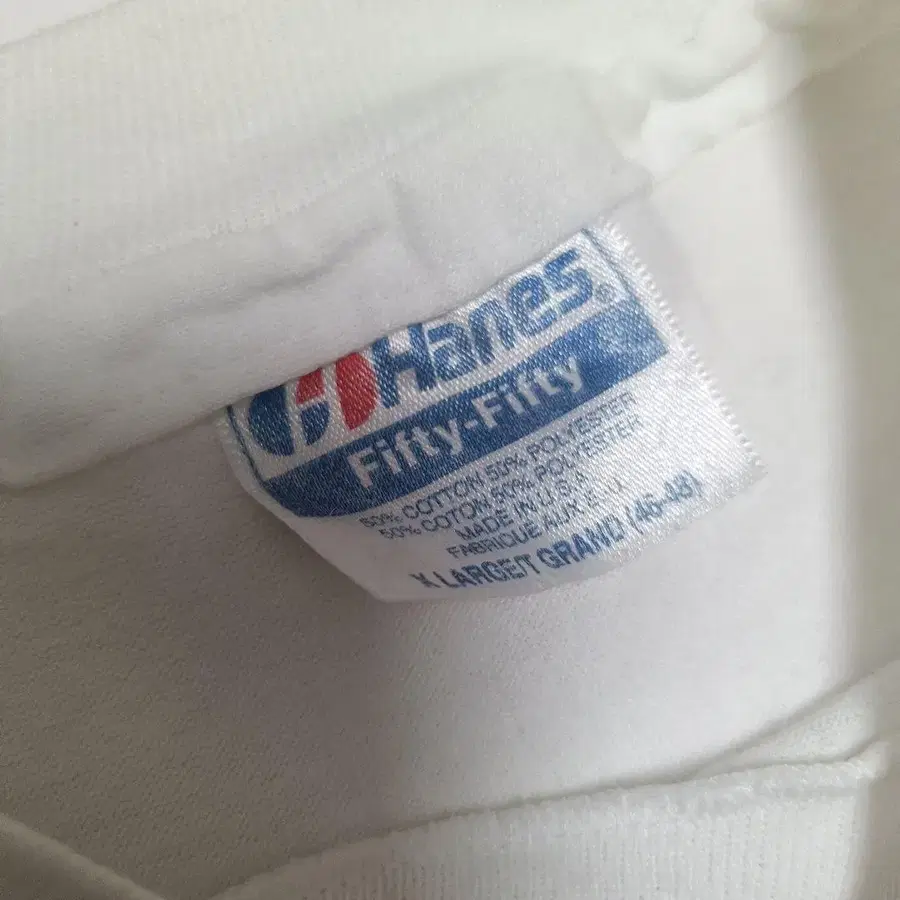 Hanes®
Fifty-Fifty
50% COTTON 50% POLYESTER
50% COTON 50% POLYESTER
MADE IN U.S.A
FABRIQUE AUX É.-U.
X LARGE/T GRAND (46-48)